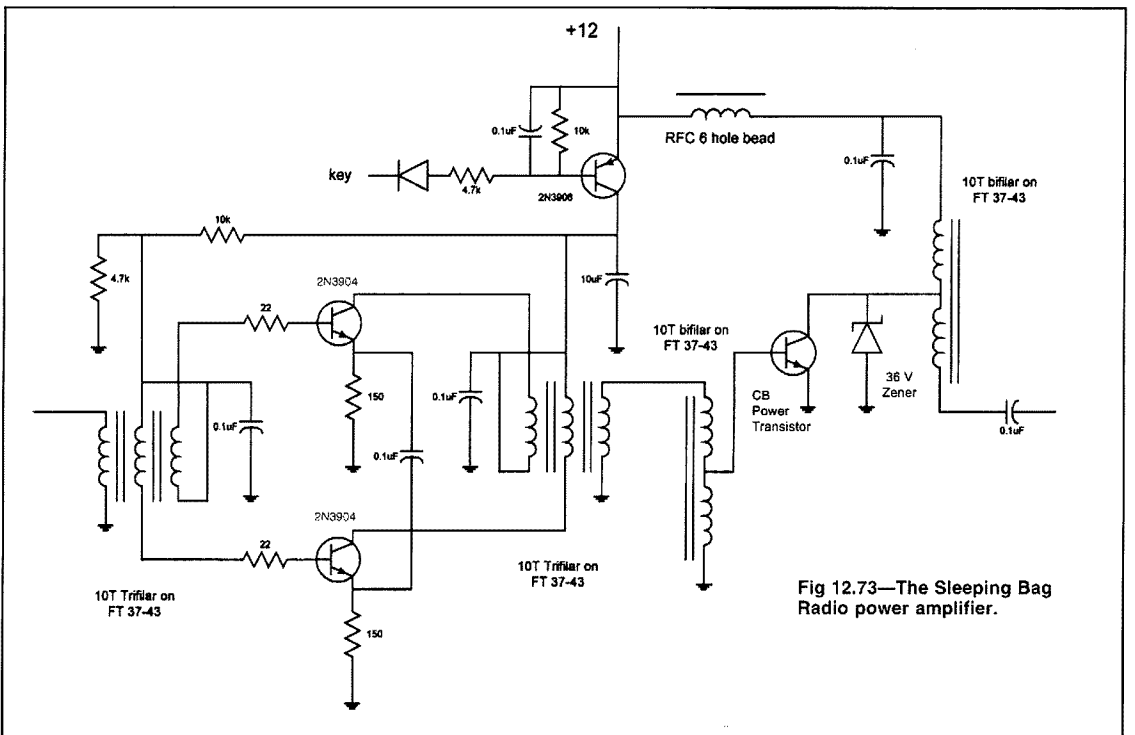 +12
0.1uF
10k
RFC 6 hole bead
key
4.7k
2N3906
0.1uF
10T bifilar on
FT 37-43
10k
4.7k
2N3904
10uF
22
10T bifilar on
FT 37-43
150
0.1uF
0.1uF
CB
Power
Transistor
36 V
Zener
0.1uF
0.1uF
2N3904
22
10T Trifilar on
FT 37-43
10T Trifilar on
FT 37-43
150
Fig 12.73—The Sleeping Bag
Radio power amplifier.